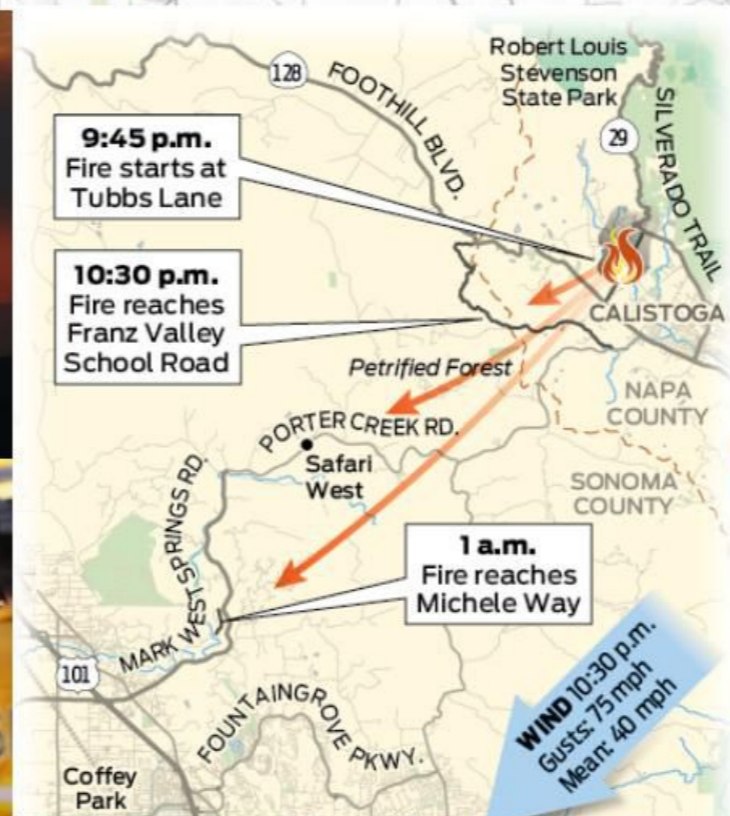 Robert Louis
Stevenson
State Park
128
FOOTHILL BLVD.
29
SILVERADO TRAIL
9:45 p.m.
Fire starts at
Tubbs Lane
10:30 p.m.
Fire reaches
Franz Valley
School Road
CALISTOGA
Petrified Forest
NAPA
COUNTY
PORTER CREEK RD.
Safari
West
SONOMA
COUNTY
MARK WEST SPRINGS RD.
1 a.m.
Fire reaches
Michele Way
101
FOUNTAINGROVE PKWY.
WIND 10:30 p.m.
Gusts: 75 mph
Mean: 40 mph
Coffey
Park